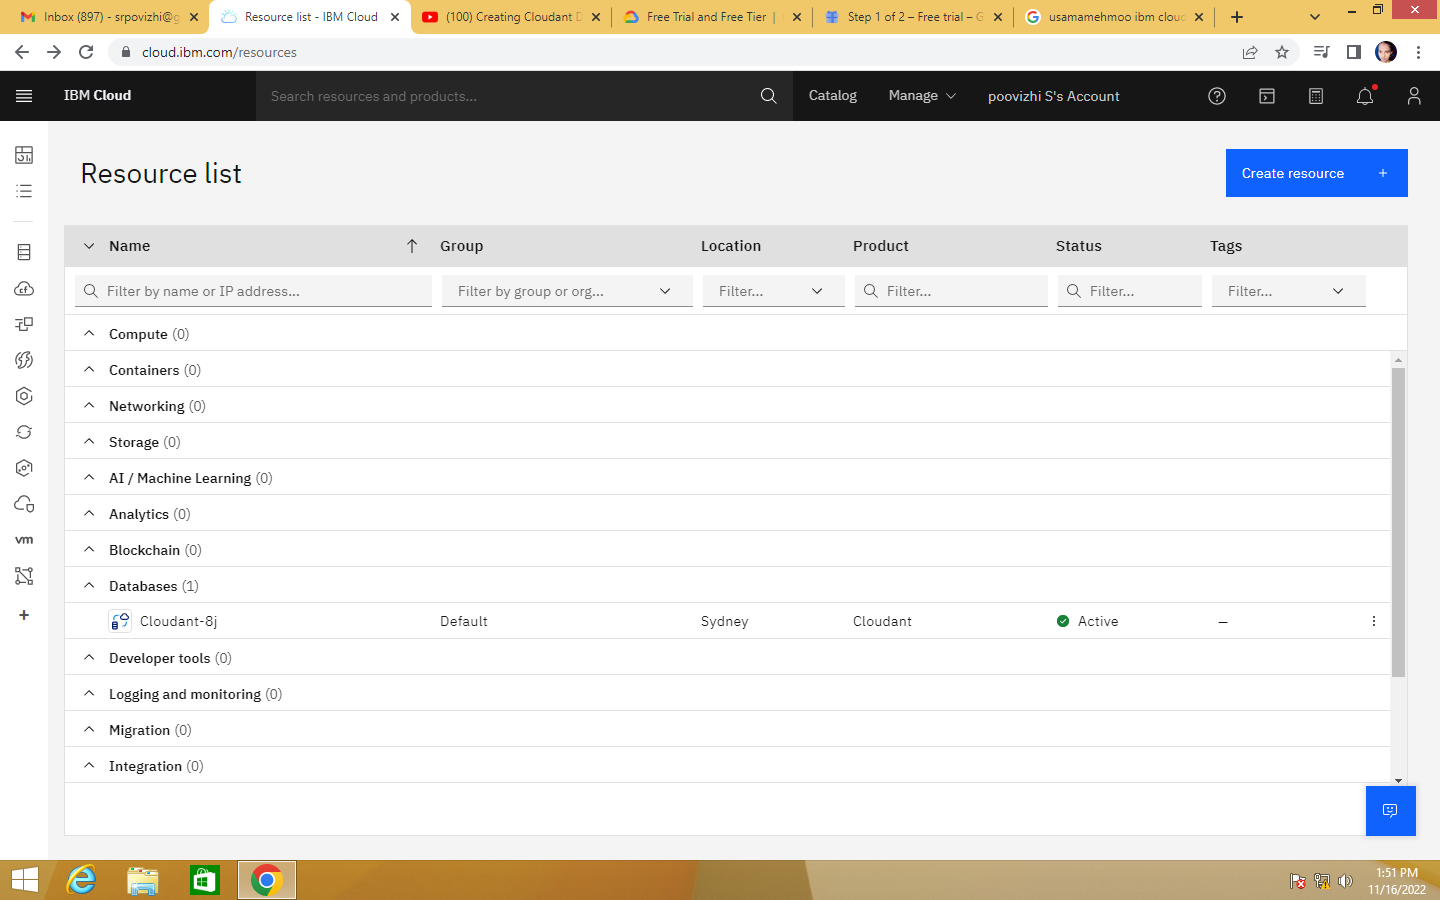 Inbox (897) - srpovizhi@g
Resource list - IBM Cloud
(100) Creating Cloudant D
Free Trial and Free Tier |
Step 1 of 2 – Free trial – G
usamamehmoo ibm cloud
cloud.ibm.com/resources
IBM Cloud
Search resources and products...
Catalog
Manage
poovizhi S's Account
Resource list
Create resource +
Name
Group
Location
Product
Status
Tags
Filter by name or IP address...
Filter by group or org...
Filter...
Filter...
Filter...
Filter...
Compute (0)
Containers (0)
Networking (0)
Storage (0)
AI / Machine Learning (0)
Analytics (0)
Blockchain (0)
Databases (1)
Cloudant-8j
Default
Sydney
Cloudant
Active
—
Developer tools (0)
Logging and monitoring (0)
Migration (0)
Integration (0)
cf
vm
1:51 PM
11/16/2022